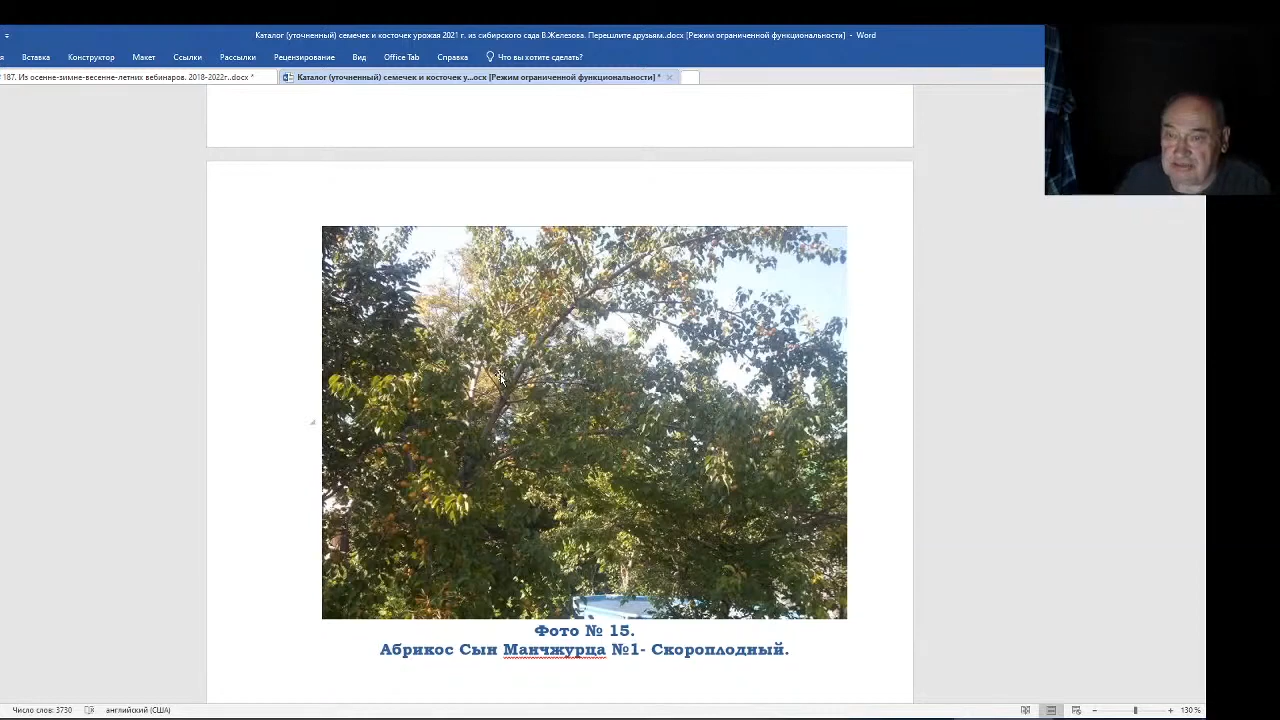 Каталог (уточненный) семечек и косточек урожая 2021 г. из сибирского сада В.Железова. Перешлите друзьям..docx [Режим ограниченной функциональности] - Word
Вставка Конструктор Макет Ссылки Рассылки Рецензирование Вид Office Tab Справка Что вы хотите сделать?
187. Из осенне-зимне-весенне-летних вебинаров. 2018-2022г..docx *
Каталог (уточненный) семечек и косточек у...ocx [Режим ограниченной функциональности] *
Фото № 15.
Абрикос Сын Манчжурца №1- Скороплодный.
Число слов: 3730 английский (США) 130 %